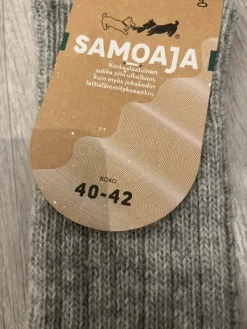 SAMOAJA
Korkealaatuinen
sukka niin ulkoiluun,
kuin myös jokakodin
lattialämmitykseenkin
KOKO
40-42